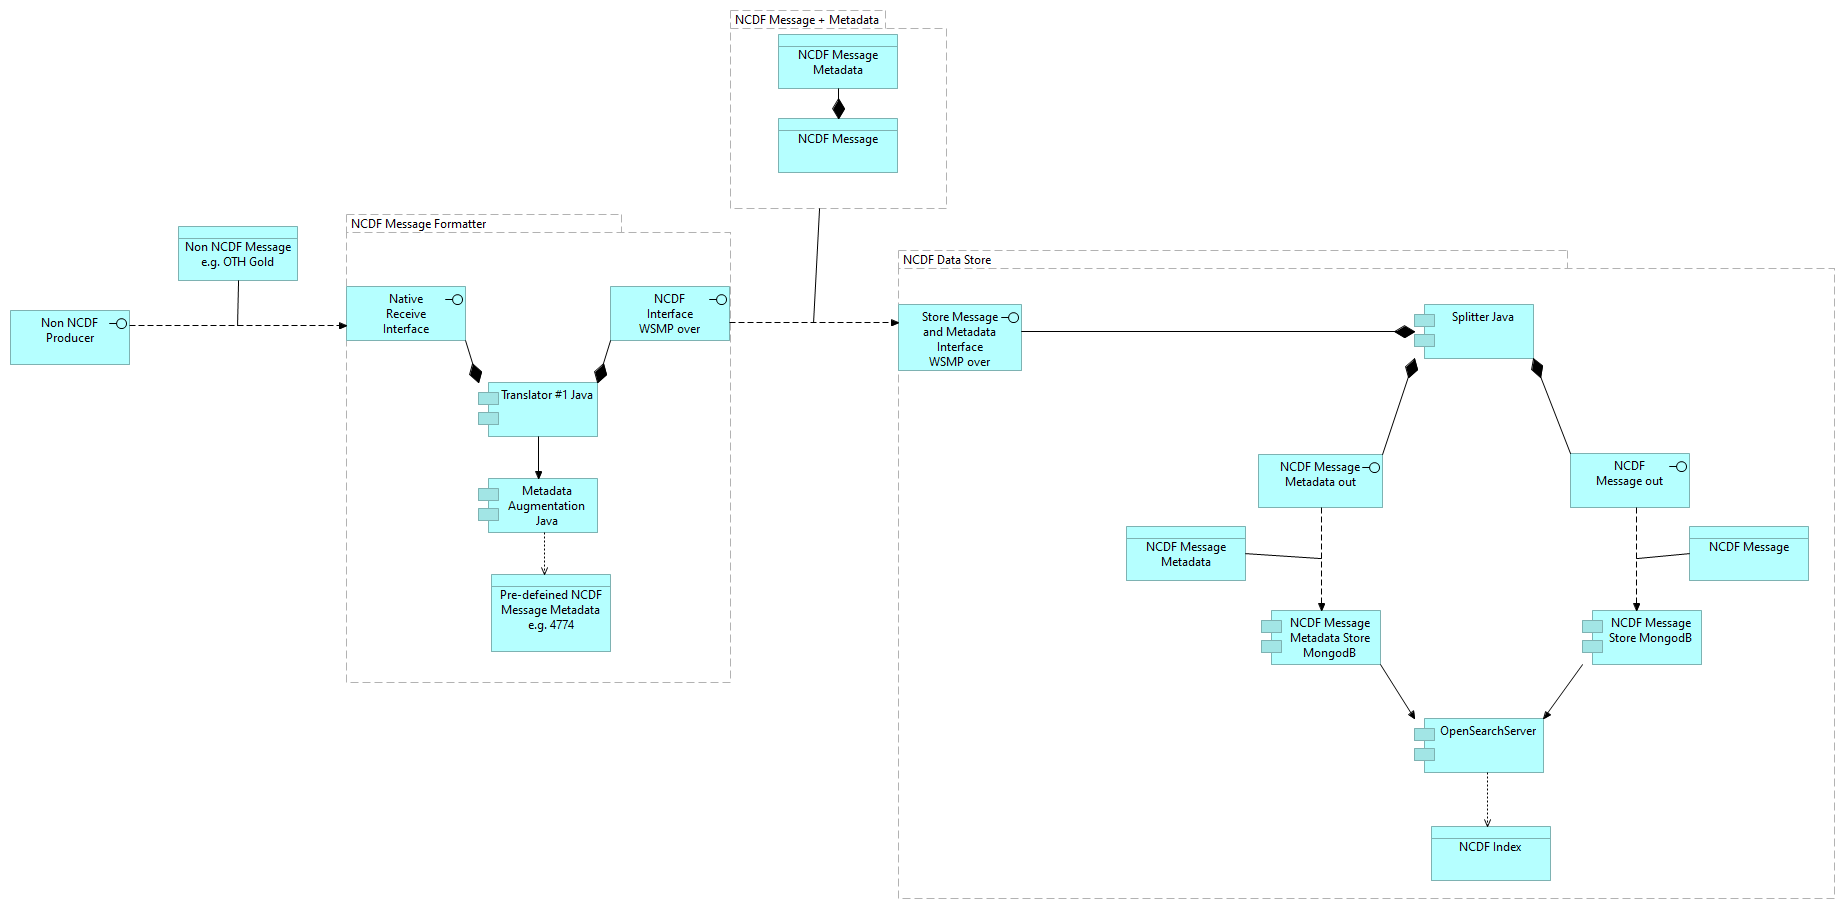 NCDF Message + Metadata
NCDF Message
Metadata
NCDF Message
NCDF Message Formatter
Non NCDF Message
e.g. OTH Gold
Non NCDF
Producer
Native
Receive
Interface
NCDF
Interface
WSMP over
Translator #1 Java
Metadata
Augmentation
Java
Pre-defeined NCDF
Message Metadata
e.g. 4774
NCDF Data Store
Store Message
and Metadata
Interface
WSMP over
Splitter Java
NCDF Message
Metadata out
NCDF
Message out
NCDF Message
Metadata
NCDF Message
NCDF Message
Metadata Store
MongodB
NCDF Message
Store MongodB
OpenSearchServer
NCDF Index